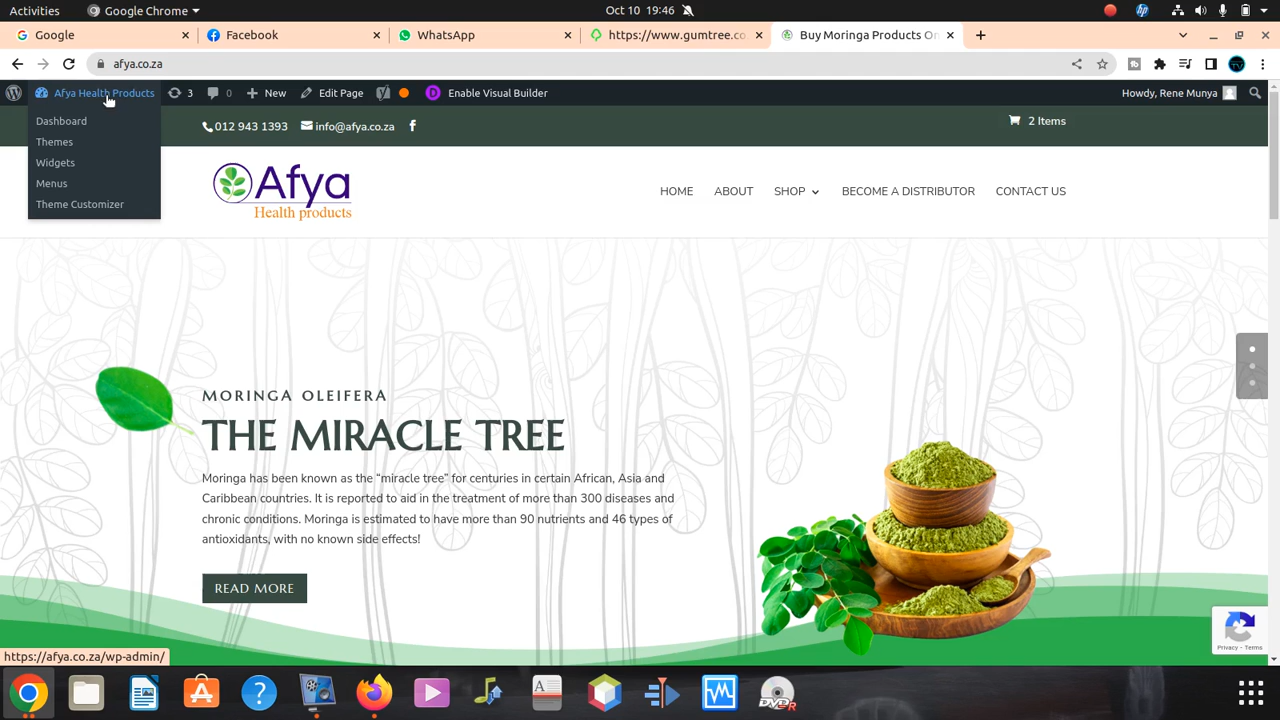 Activities Google Chrome Oct 10 19:46
Google Facebook WhatsApp https://www.gumtree.co Buy Moringa Products On
afya.co.za
Afya Health Products 3 0 New Edit Page Enable Visual Builder Howdy, Rene Munya
Dashboard
Themes
Widgets
Menus
Theme Customizer
012 943 1393 info@afya.co.za 2 Items
Afya
Health products
HOME ABOUT SHOP BECOME A DISTRIBUTOR CONTACT US
MORINGA OLEIFERA
THE MIRACLE TREE
Moringa has been known as the “miracle tree” for centuries in certain African, Asia and
Caribbean countries. It is reported to aid in the treatment of more than 300 diseases and
chronic conditions. Moringa is estimated to have more than 90 nutrients and 46 types of
antioxidants, with no known side effects!
READ MORE
Privacy - Terms
https://afya.co.za/wp-admin/